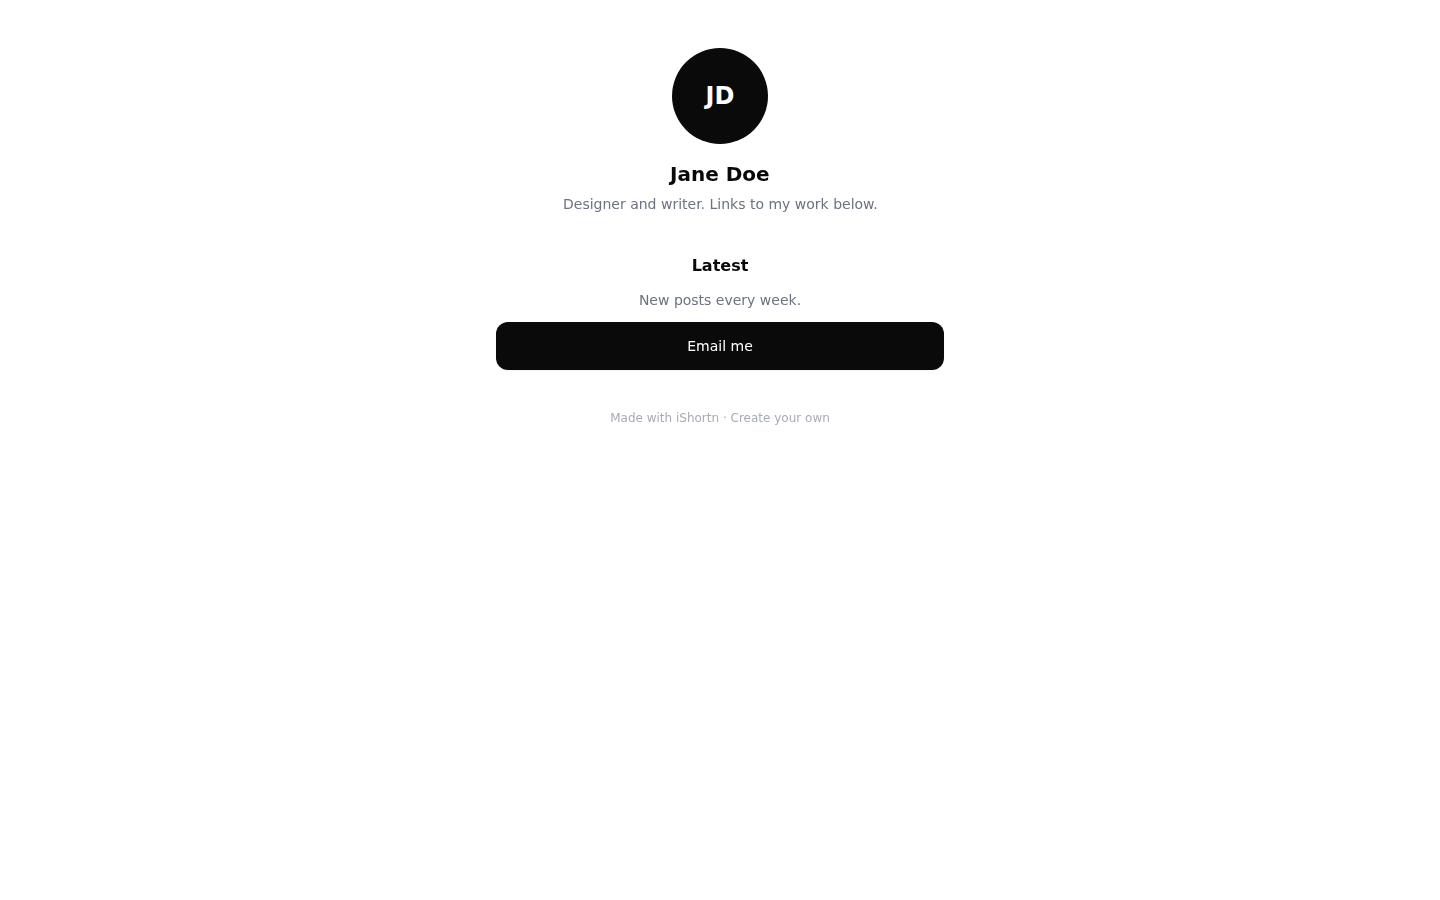 JD
Jane Doe
Designer and writer. Links to my work below.
Latest
New posts every week.
Email me
Made with iShortn · Create your own